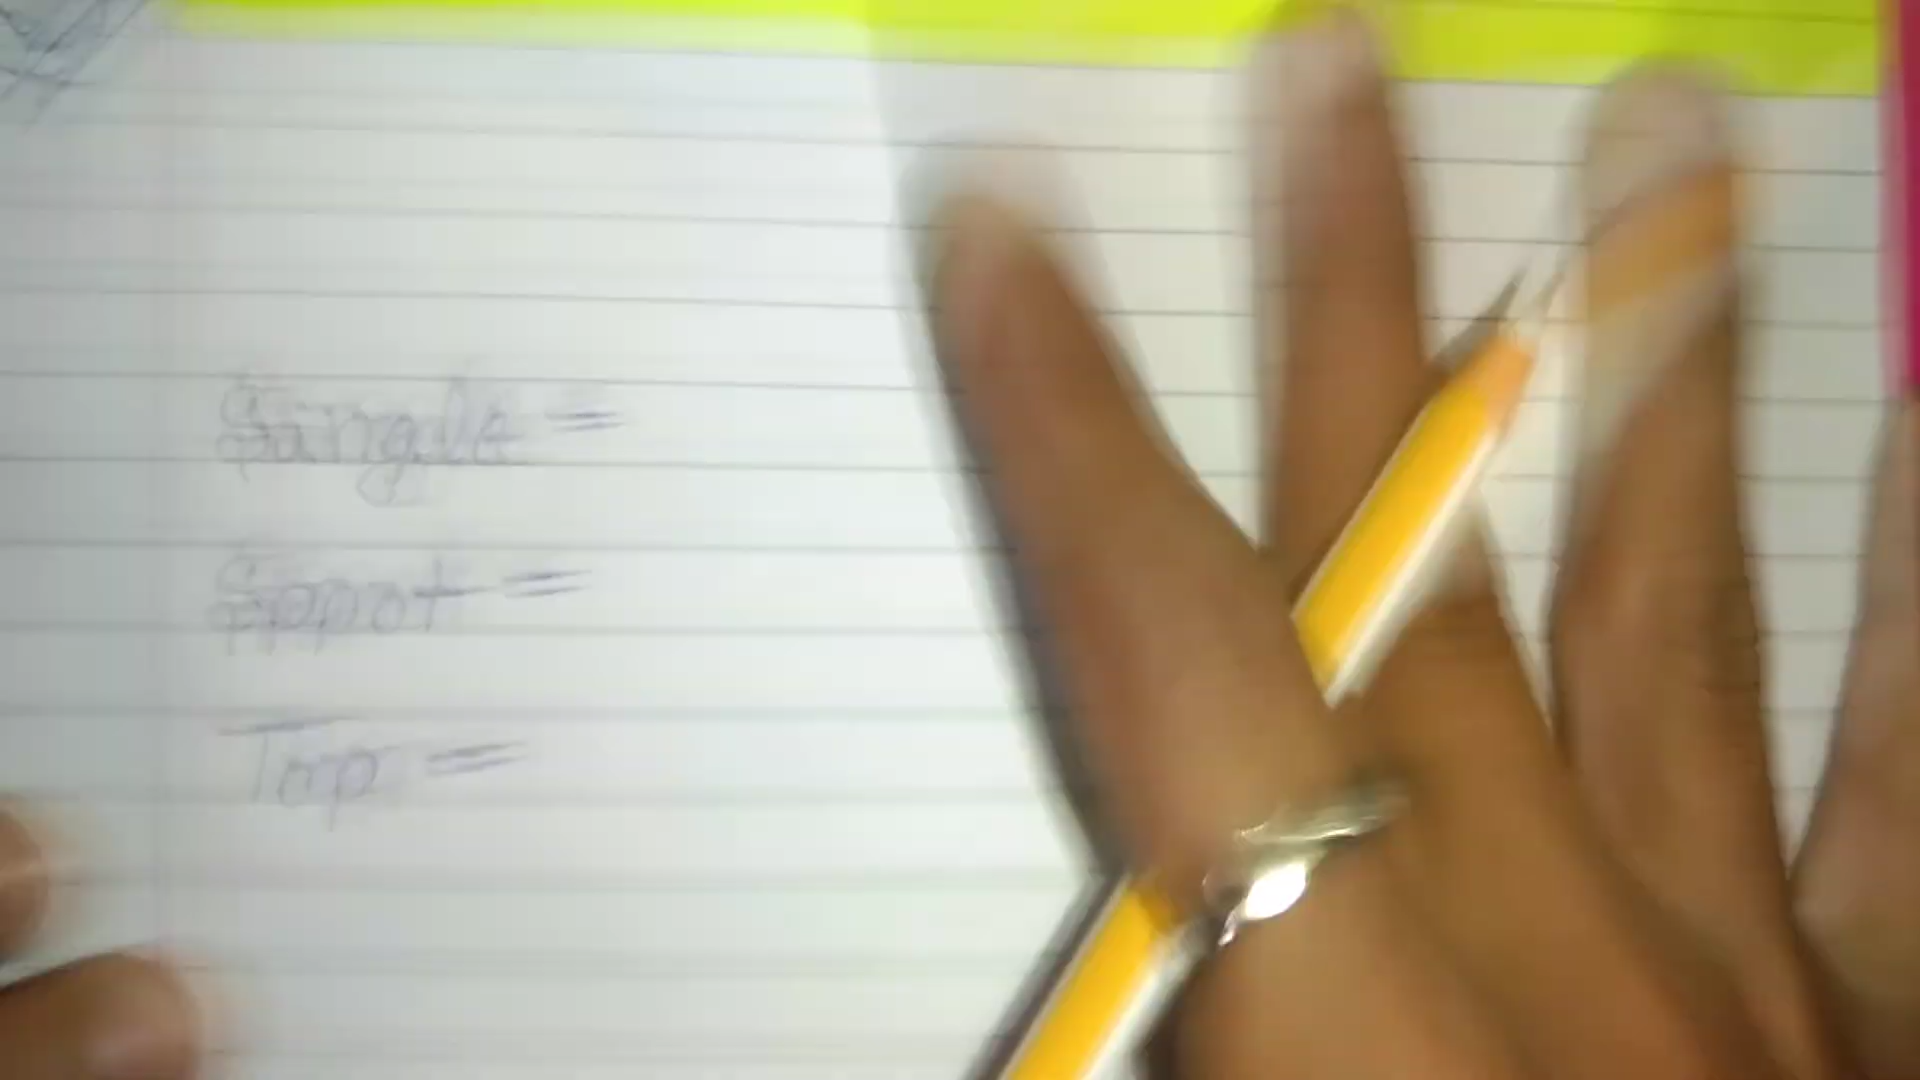 Single =
Spot =
Top =